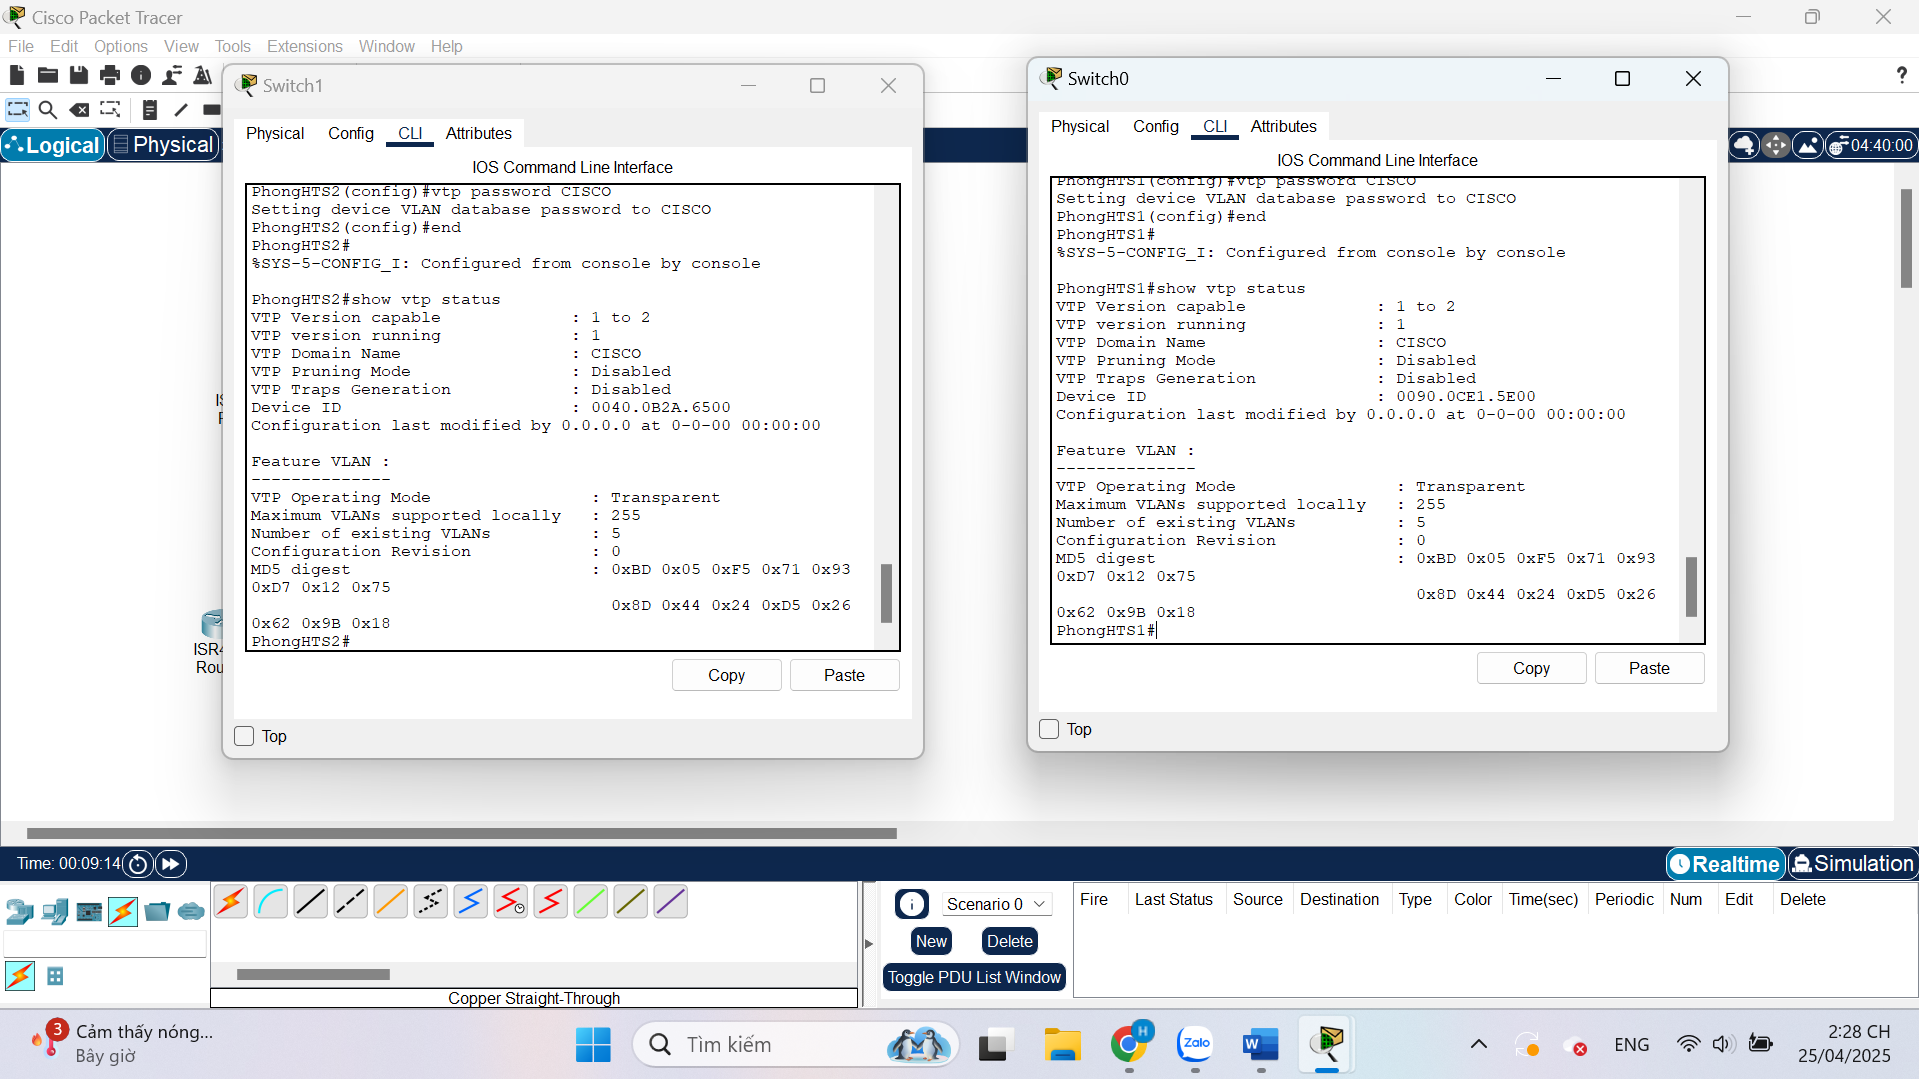 Cisco Packet Tracer
File Edit Options View Tools Extensions Window Help
Logical Physical
04:40:00
Switch1
Physical Config CLI Attributes
IOS Command Line Interface
PhongHTS2(config)#vtp password CISCO
Setting device VLAN database password to CISCO
PhongHTS2(config)#end
PhongHTS2#
%SYS-5-CONFIG_I: Configured from console by console
PhongHTS2#show vtp status
VTP Version capable : 1 to 2
VTP version running : 1
VTP Domain Name : CISCO
VTP Pruning Mode : Disabled
VTP Traps Generation : Disabled
Device ID : 0040.0B2A.6500
Configuration last modified by 0.0.0.0 at 0-0-00 00:00:00
Feature VLAN :
--------------
VTP Operating Mode : Transparent
Maximum VLANs supported locally : 255
Number of existing VLANs : 5
Configuration Revision : 0
MD5 digest : 0xBD 0x05 0xF5 0x71 0x93
0xD7 0x12 0x75
0x8D 0x44 0x24 0xD5 0x26
0x62 0x9B 0x18
PhongHTS2#
Copy Paste
Top
Switch0
Physical Config CLI Attributes
IOS Command Line Interface
PhongHTS1(config)#vtp password CISCO
Setting device VLAN database password to CISCO
PhongHTS1(config)#end
PhongHTS1#
%SYS-5-CONFIG_I: Configured from console by console
PhongHTS1#show vtp status
VTP Version capable : 1 to 2
VTP version running : 1
VTP Domain Name : CISCO
VTP Pruning Mode : Disabled
VTP Traps Generation : Disabled
Device ID : 0090.0CE1.5E00
Configuration last modified by 0.0.0.0 at 0-0-00 00:00:00
Feature VLAN :
--------------
VTP Operating Mode : Transparent
Maximum VLANs supported locally : 255
Number of existing VLANs : 5
Configuration Revision : 0
MD5 digest : 0xBD 0x05 0xF5 0x71 0x93
0xD7 0x12 0x75
0x8D 0x44 0x24 0xD5 0x26
0x62 0x9B 0x18
PhongHTS1#
Copy Paste
Top
ISR4
Rou
Time: 00:09:14
Realtime Simulation
Scenario 0
New Delete
Toggle PDU List Window
Fire Last Status Source Destination Type Color Time(sec) Periodic Num Edit Delete
Copper Straight-Through
3 Cảm thấy nóng...
Bây giờ
Tìm kiếm
H
Zalo
W
ENG
2:28 CH
25/04/2025